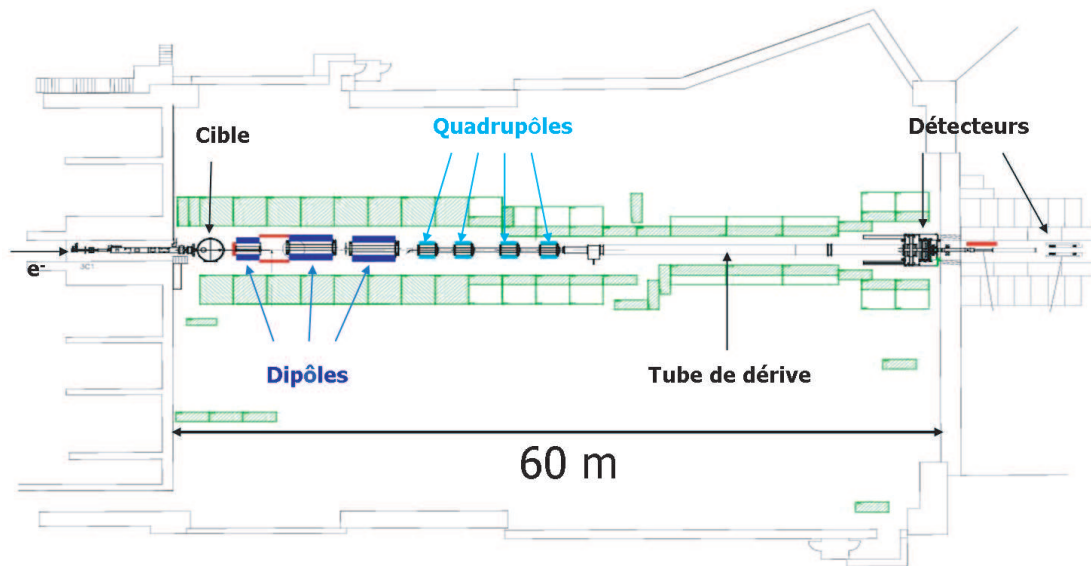 Cible
Quadrupôles
Détecteurs
e-
Dipôles
Tube de dérive
60 m